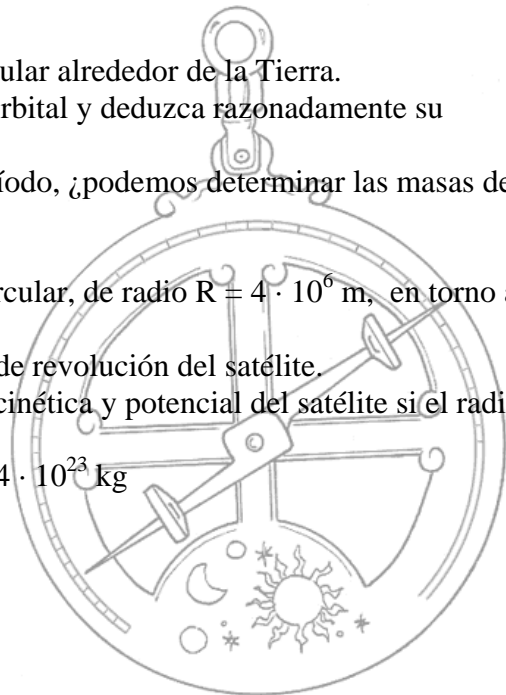 ular alrededor de la Tierra.
rbital y deduzca razonadamente su
íodo, ¿podemos determinar las masas de
rcular, de radio R = 4 · 10⁶ m, en torno a
de revolución del satélite.
cinética y potencial del satélite si el radi
4 · 10²³ kg